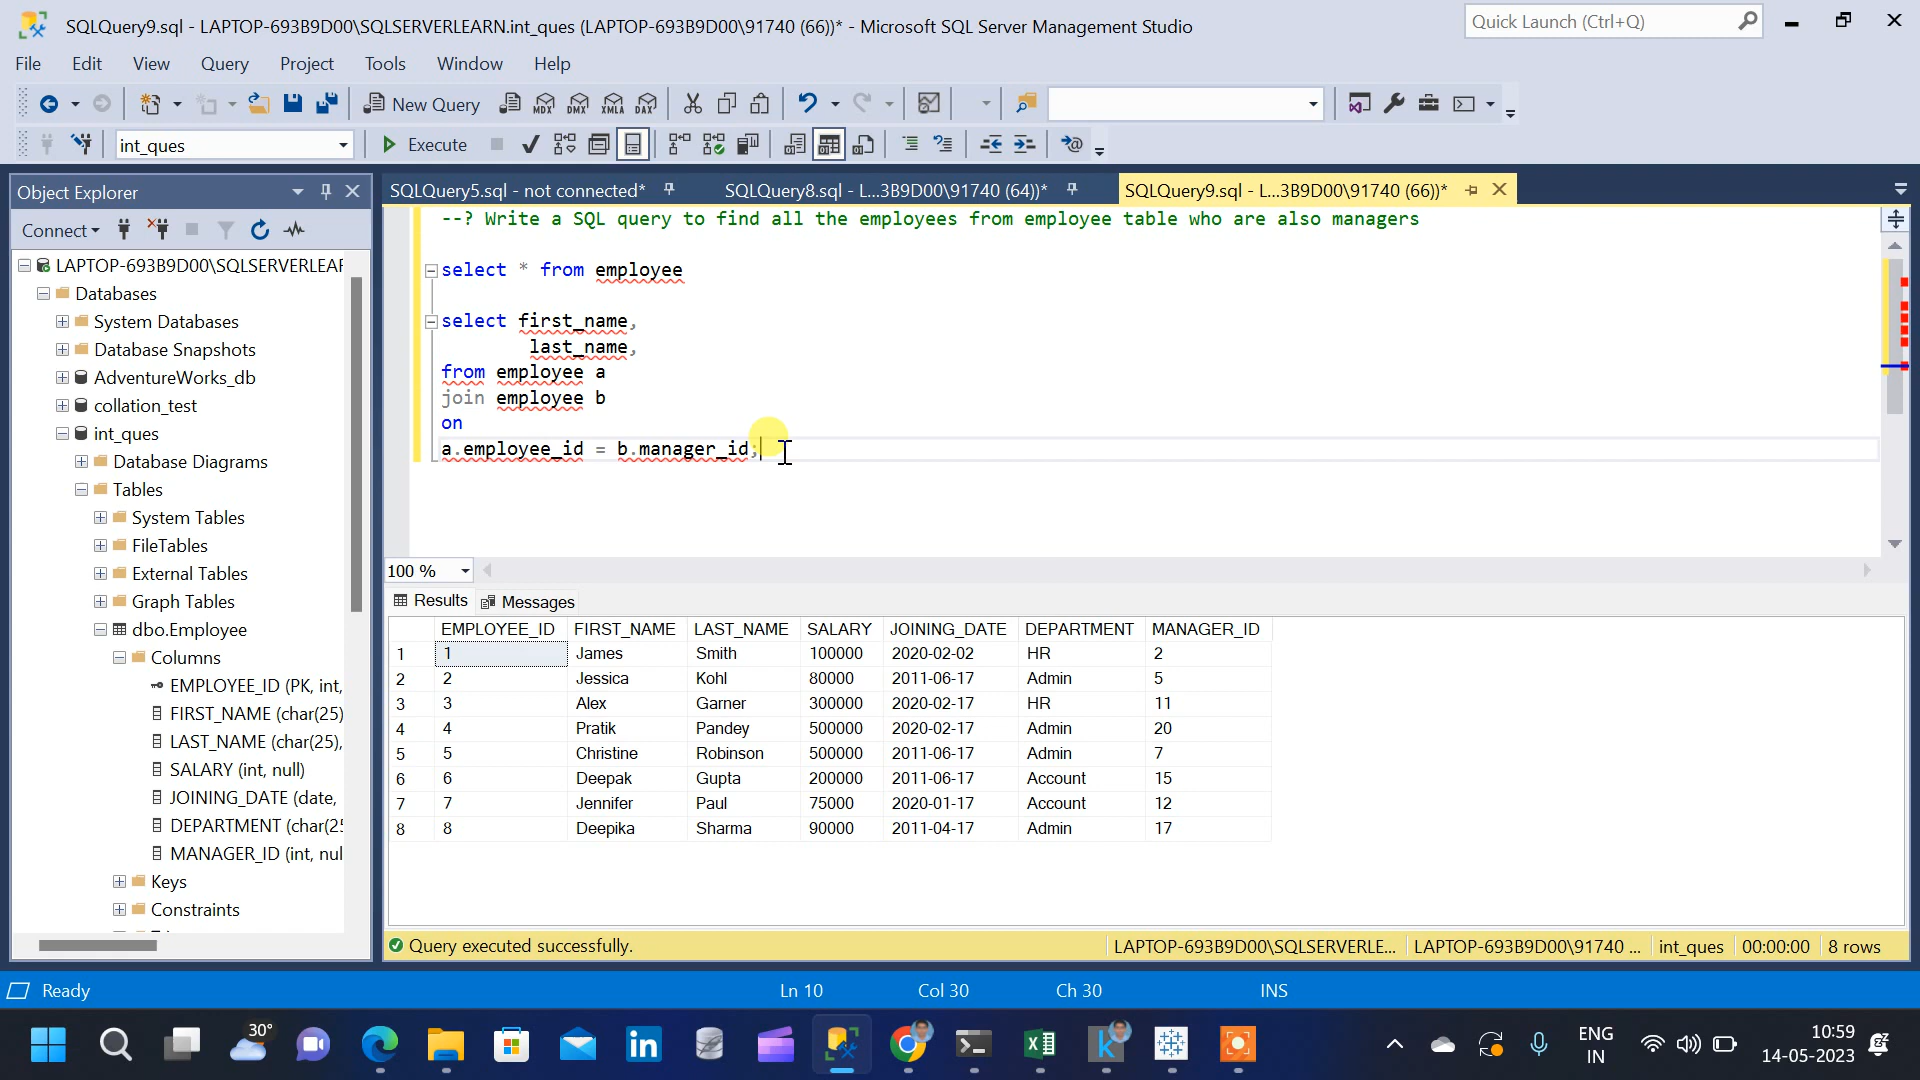 SQLQuery9.sql - LAPTOP-693B9D00\SQLSERVERLEARN.int_ques (LAPTOP-693B9D00\91740 (66))* - Microsoft SQL Server Management Studio
Quick Launch (Ctrl+Q)
File Edit View Query Project Tools Window Help
New Query MDX DMX XMLA DAX
int_ques Execute
Object Explorer
SQLQuery5.sql - not connected* SQLQuery8.sql - L...3B9D00\91740 (64))* SQLQuery9.sql - L...3B9D00\91740 (66))*
Connect
LAPTOP-693B9D00\SQLSERVERLEAR
Databases
System Databases
Database Snapshots
AdventureWorks_db
collation_test
int_ques
Database Diagrams
Tables
System Tables
FileTables
External Tables
Graph Tables
dbo.Employee
Columns
EMPLOYEE_ID (PK, int,
FIRST_NAME (char(25)
LAST_NAME (char(25),
SALARY (int, null)
JOINING_DATE (date,
DEPARTMENT (char(25
MANAGER_ID (int, nul
Keys
Constraints
--? Write a SQL query to find all the employees from employee table who are also managers
select * from employee
select first_name,
last_name,
from employee a
join employee b
on
a.employee_id = b.manager_id;
100 %
Results Messages
EMPLOYEE_ID FIRST_NAME LAST_NAME SALARY JOINING_DATE DEPARTMENT MANAGER_ID
1 1 James Smith 100000 2020-02-02 HR 2
2 2 Jessica Kohl 80000 2011-06-17 Admin 5
3 3 Alex Garner 300000 2020-02-17 HR 11
4 4 Pratik Pandey 500000 2020-02-17 Admin 20
5 5 Christine Robinson 500000 2011-06-17 Admin 7
6 6 Deepak Gupta 200000 2011-06-17 Account 15
7 7 Jennifer Paul 75000 2020-01-17 Account 12
8 8 Deepika Sharma 90000 2011-04-17 Admin 17
Query executed successfully. LAPTOP-693B9D00\SQLSERVERLE... LAPTOP-693B9D00\91740 ... int_ques 00:00:00 8 rows
Ready Ln 10 Col 30 Ch 30 INS
30°
ENG
IN
10:59
14-05-2023